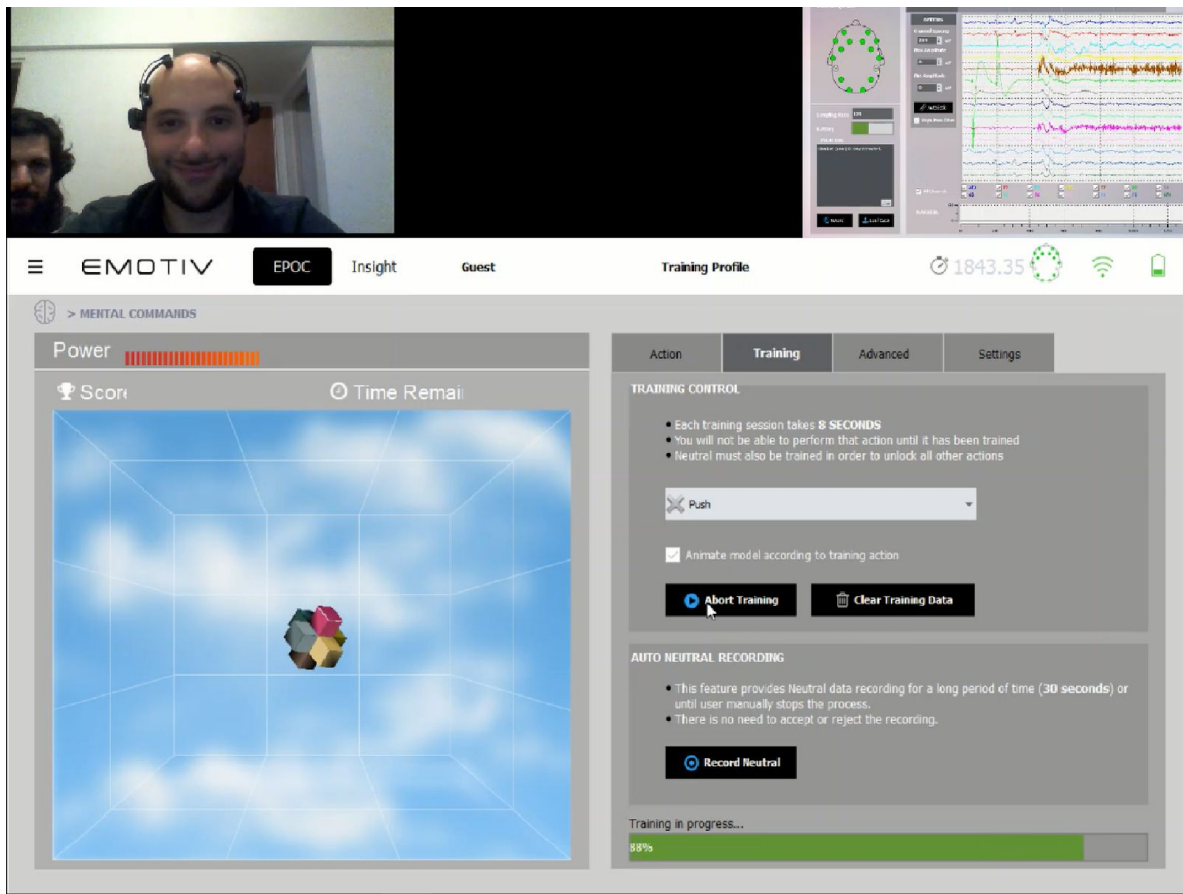 EMOTIV
EPOC
Insight
Guest
Training Profile
1843.35
> MENTAL COMMANDS
Power
Score
Time Remai
Action
Training
Advanced
Settings
TRAINING CONTROL
Each training session takes 8 SECONDS
You will not be able to perform that action until it has been trained
Neutral must also be trained in order to unlock all other actions
Push
Animate model according to training action
Abort Training
Clear Training Data
AUTO NEUTRAL RECORDING
This feature provides Neutral data recording for a long period of time (30 seconds) or
until user manually stops the process.
There is no need to accept or reject the recording.
Record Neutral
Training in progress...
88%